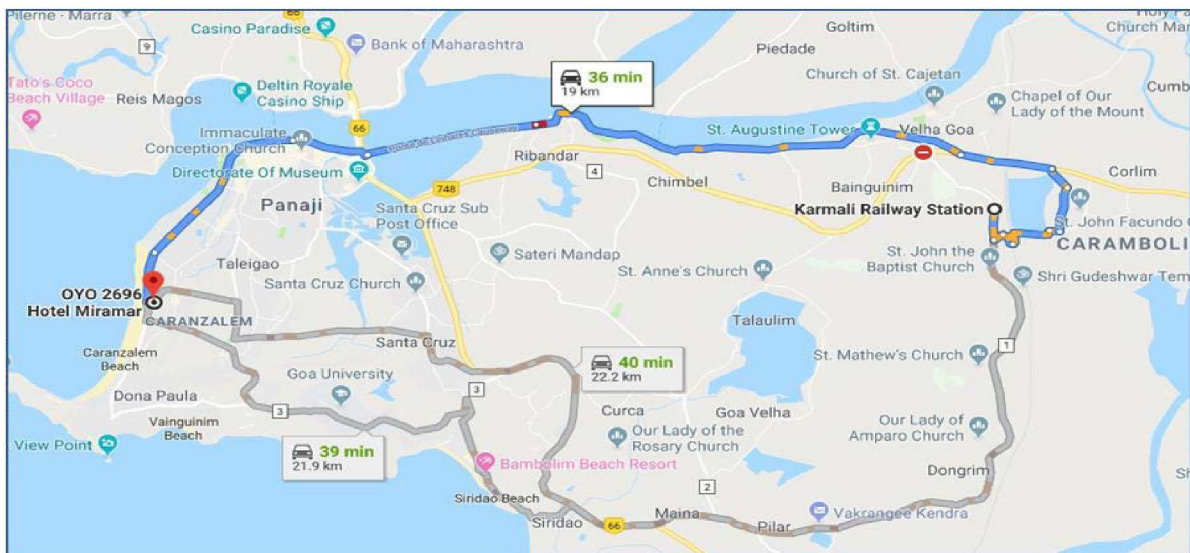 Pilerne - Marra
9
Casino Paradise
Bank of Maharashtra
Goltim
Piedade
Church Mar
Cumb
Tato's Coco
Beach Village
Reis Magos
Deltin Royale
Casino Ship
66
36 min
19 km
Church of St. Cajetan
Chapel of Our
Lady of the Mount
Immaculate
Conception Church
St. Augustine Tower
Velha Goa
Directorate Of Museum
Ribandar
4
Chimbel
748
Bainguinim
Corlim
Panaji
Santa Cruz Sub
Post Office
Karmali Railway Station
St. John Facundo C
CARAMBOLI
Taleigao
Sateri Mandap
St. Anne's Church
St. John the
Baptist Church
Shri Gudeshwar Tem
Santa Cruz Church
OYO 2696
Hotel Miramar
CARANZALEM
Talaulim
Santa Cruz
1
Caranzalem
Beach
40 min
22.2 km
St. Mathew's Church
Goa University
3
Dona Paula
3
Curca
Goa Velha
Vainguinim
Beach
Our Lady of the
Rosary Church
Our Lady of
Amparo Church
View Point
39 min
21.9 km
Bambolim Beach Resort
Dongrim
2
Siridao Beach
Siridao
66
Maina
Pilar
Vakrangee Kendra